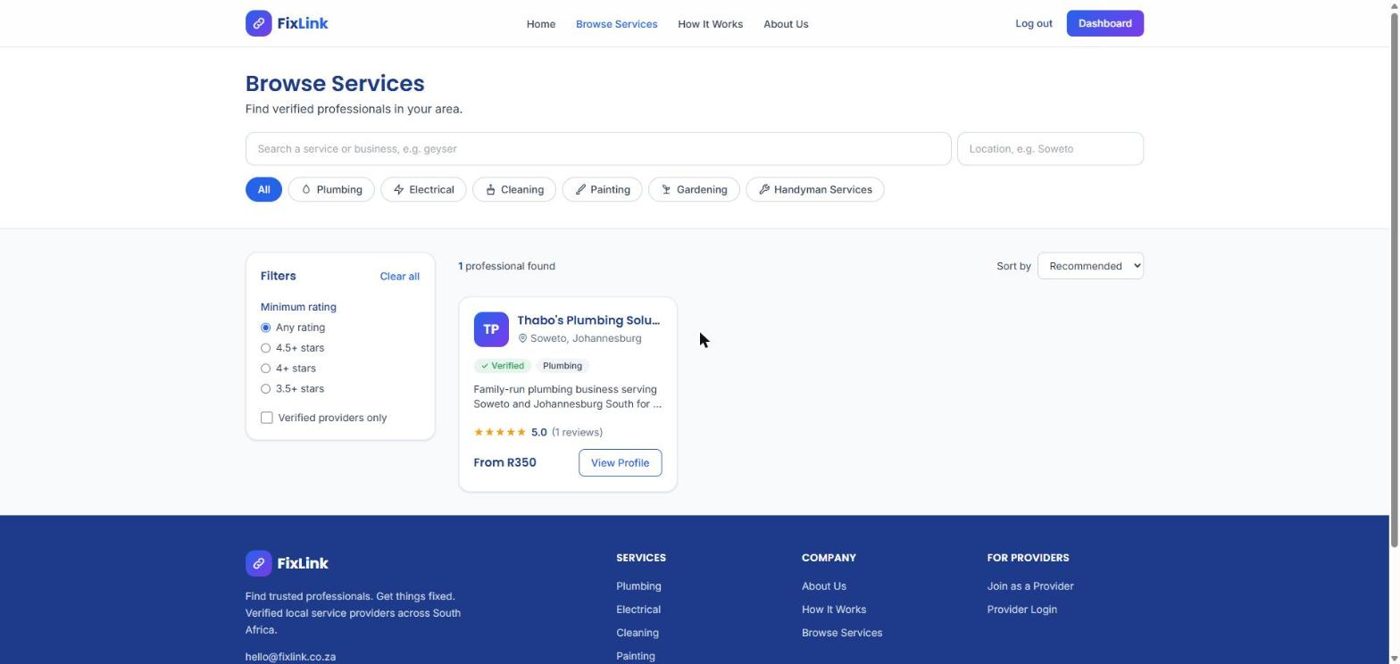 FixLink
Home Browse Services How It Works About Us
Log out Dashboard
Browse Services
Find verified professionals in your area.
Search a service or business, e.g. geyser
Location, e.g. Soweto
All Plumbing Electrical Cleaning Painting Gardening Handyman Services
Filters Clear all
Minimum rating
Any rating
4.5+ stars
4+ stars
3.5+ stars
Verified providers only
1 professional found
Sort by Recommended
TP
Thabo's Plumbing Solu...
Soweto, Johannesburg
✓ Verified Plumbing
Family-run plumbing business serving
Soweto and Johannesburg South for ...
★★★★★ 5.0 (1 reviews)
From R350 View Profile
FixLink
Find trusted professionals. Get things fixed.
Verified local service providers across South
Africa.
hello@fixlink.co.za
SERVICES
Plumbing
Electrical
Cleaning
Painting
COMPANY
About Us
How It Works
Browse Services
FOR PROVIDERS
Join as a Provider
Provider Login